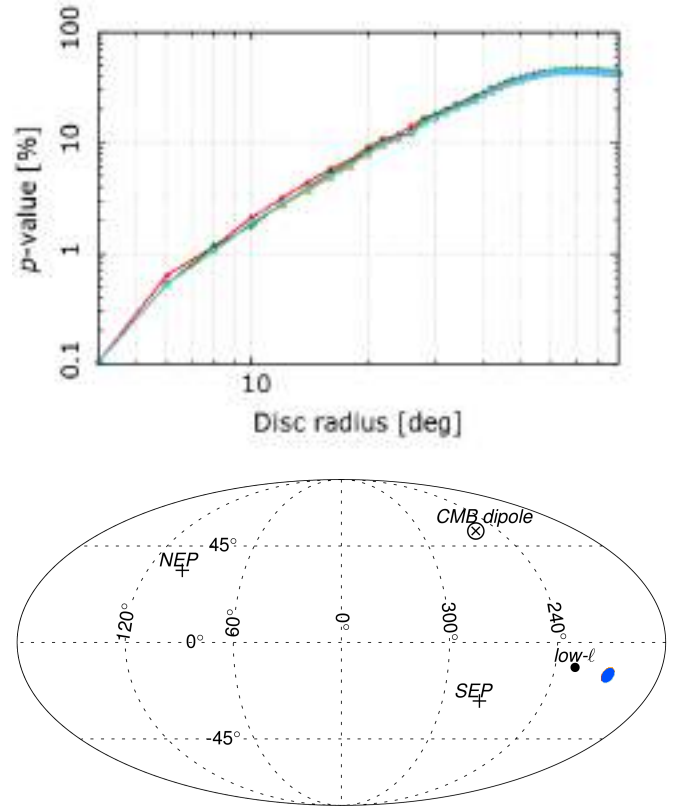 100
10
1
0.1
p-value [%]
10
Disc radius [deg]
CMB dipole
45°
NEP
120°
60°
0°
300°
240°
0°
low-ℓ
SEP
-45°